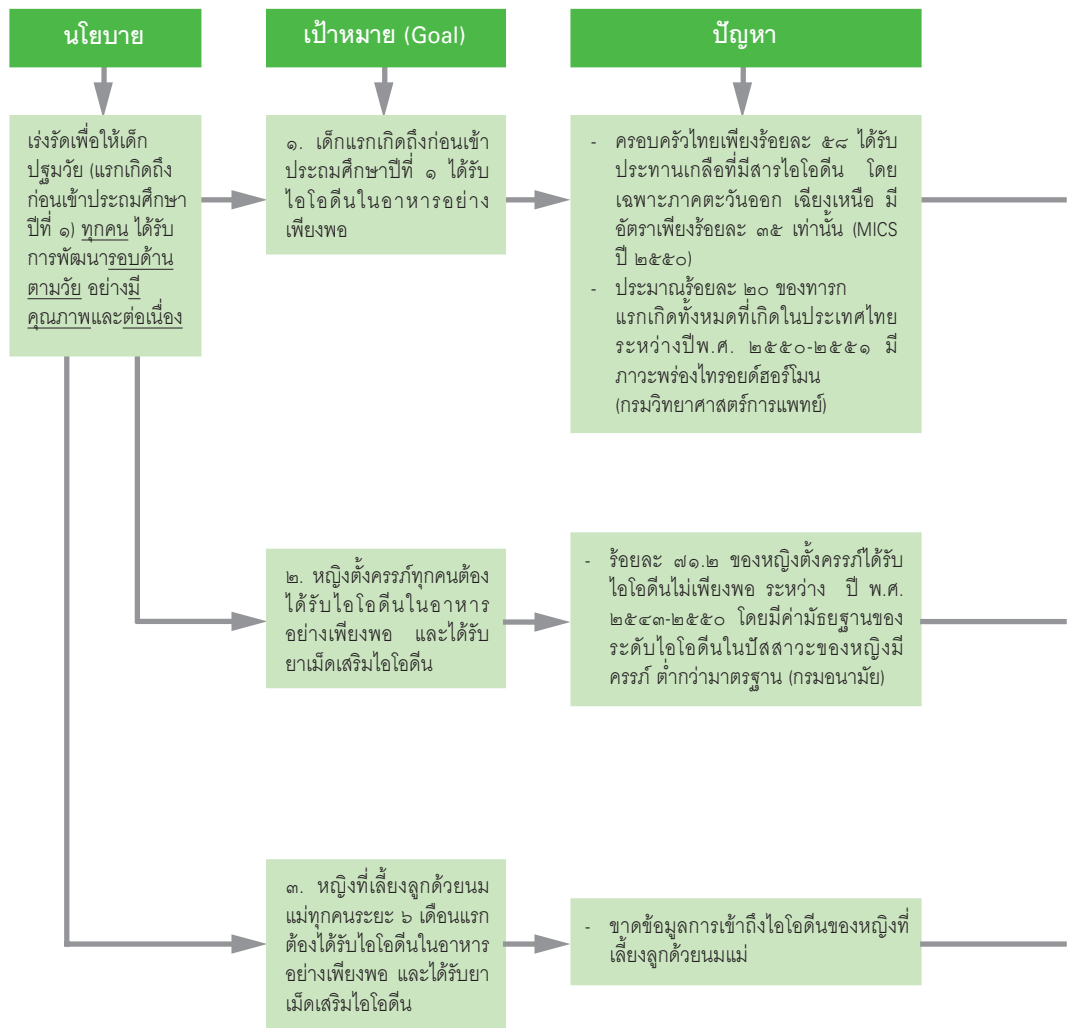 นโยบาย
เป้าหมาย (Goal)
ปัญหา
เร่งรัดเพื่อให้เด็ก
ปฐมวัย (แรกเกิดถึง
ก่อนเข้าประถมศึกษา
ปีที่ ๑) ทุกคน ได้รับ
การพัฒนารอบด้าน
ตามวัย อย่างมี
คุณภาพและต่อเนื่อง
๑. เด็กแรกเกิดถึงก่อนเข้า
ประถมศึกษาปีที่ ๑ ได้รับ
ไอโอดีนในอาหารอย่าง
เพียงพอ
- ครอบครัวไทยเพียงร้อยละ ๕๘ ได้รับ
ประทานเกลือที่มีสารไอโอดีน โดย
เฉพาะภาคตะวันออก เฉียงเหนือ มี
อัตราเพียงร้อยละ ๓๕ เท่านั้น (MICS
ปี ๒๕๕๐)
- ประมาณร้อยละ ๒๐ ของทารก
แรกเกิดทั้งหมดที่เกิดในประเทศไทย
ระหว่างปีพ.ศ. ๒๕๕๐-๒๕๕๑ มี
ภาวะพร่องไทรอยด์ฮอร์โมน
(กรมวิทยาศาสตร์การแพทย์)
๒. หญิงตั้งครรภ์ทุกคนต้อง
ได้รับไอโอดีนในอาหาร
อย่างเพียงพอ และได้รับ
ยาเม็ดเสริมไอโอดีน
- ร้อยละ ๗๑.๒ ของหญิงตั้งครรภ์ได้รับ
ไอโอดีนไม่เพียงพอ ระหว่าง ปี พ.ศ.
๒๕๔๓-๒๕๕๐ โดยมีค่ามัธยฐานของ
ระดับไอโอดีนในปัสสาวะของหญิงมี
ครรภ์ ต่ำกว่ามาตรฐาน (กรมอนามัย)
๓. หญิงที่เลี้ยงลูกด้วยนม
แม่ทุกคนระยะ ๖ เดือนแรก
ต้องได้รับไอโอดีนในอาหาร
อย่างเพียงพอ และได้รับยา
เม็ดเสริมไอโอดีน
- ขาดข้อมูลการเข้าถึงไอโอดีนของหญิงที่
เลี้ยงลูกด้วยนมแม่